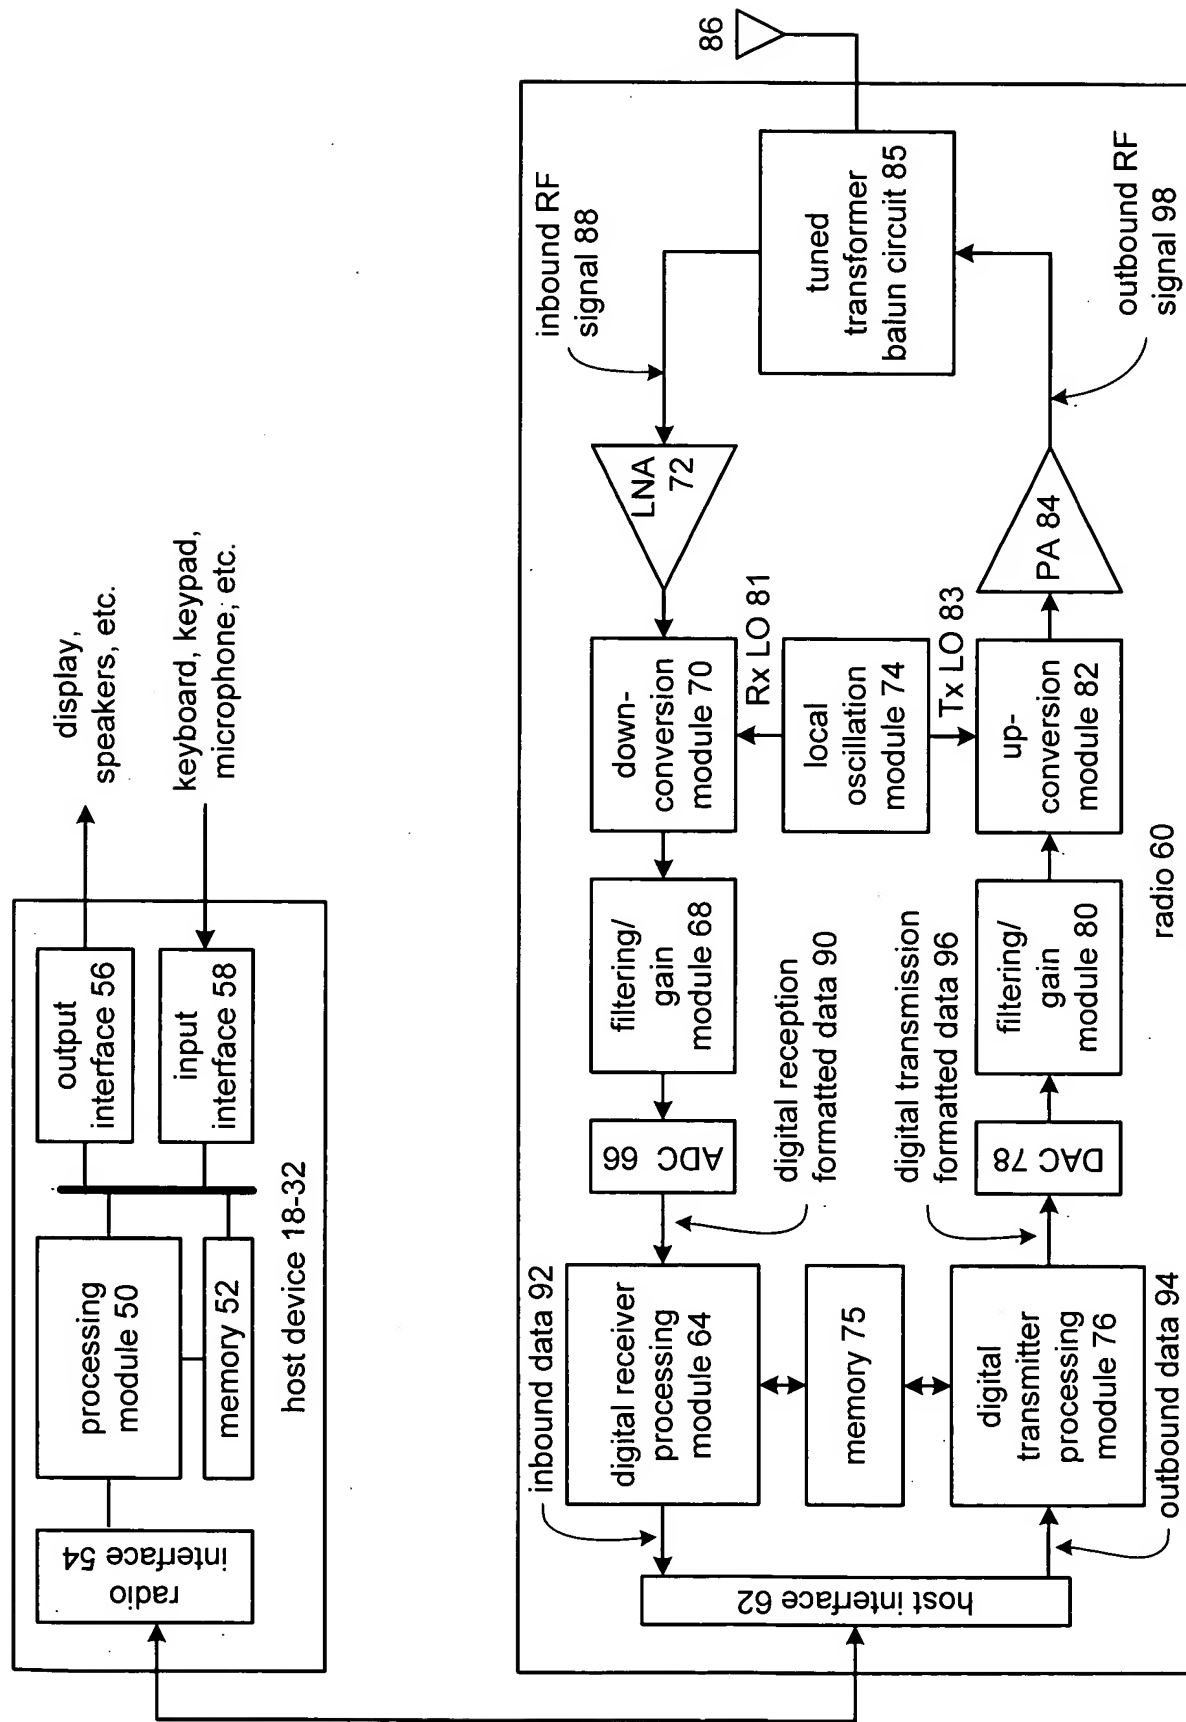 display,
speakers, etc.
keyboard, keypad,
microphone, etc.
output
interface 56
input
interface 58
processing
module 50
memory 52
radio
interface 54
host device 18-32
86
inbound RF
signal 88
tuned
transformer
balun circuit 85
outbound RF
signal 98
LNA
72
PA 84
down-
conversion
module 70
Rx LO 81
local
oscillation
module 74
Tx LO 83
up-
conversion
module 82
filtering/
gain
module 68
filtering/
gain
module 80
radio 60
ADC 66
digital reception
formatted data 90
digital transmission
formatted data 96
DAC 78
inbound data 92
digital receiver
processing
module 64
memory 75
digital
transmitter
processing
module 76
outbound data 94
host interface 62